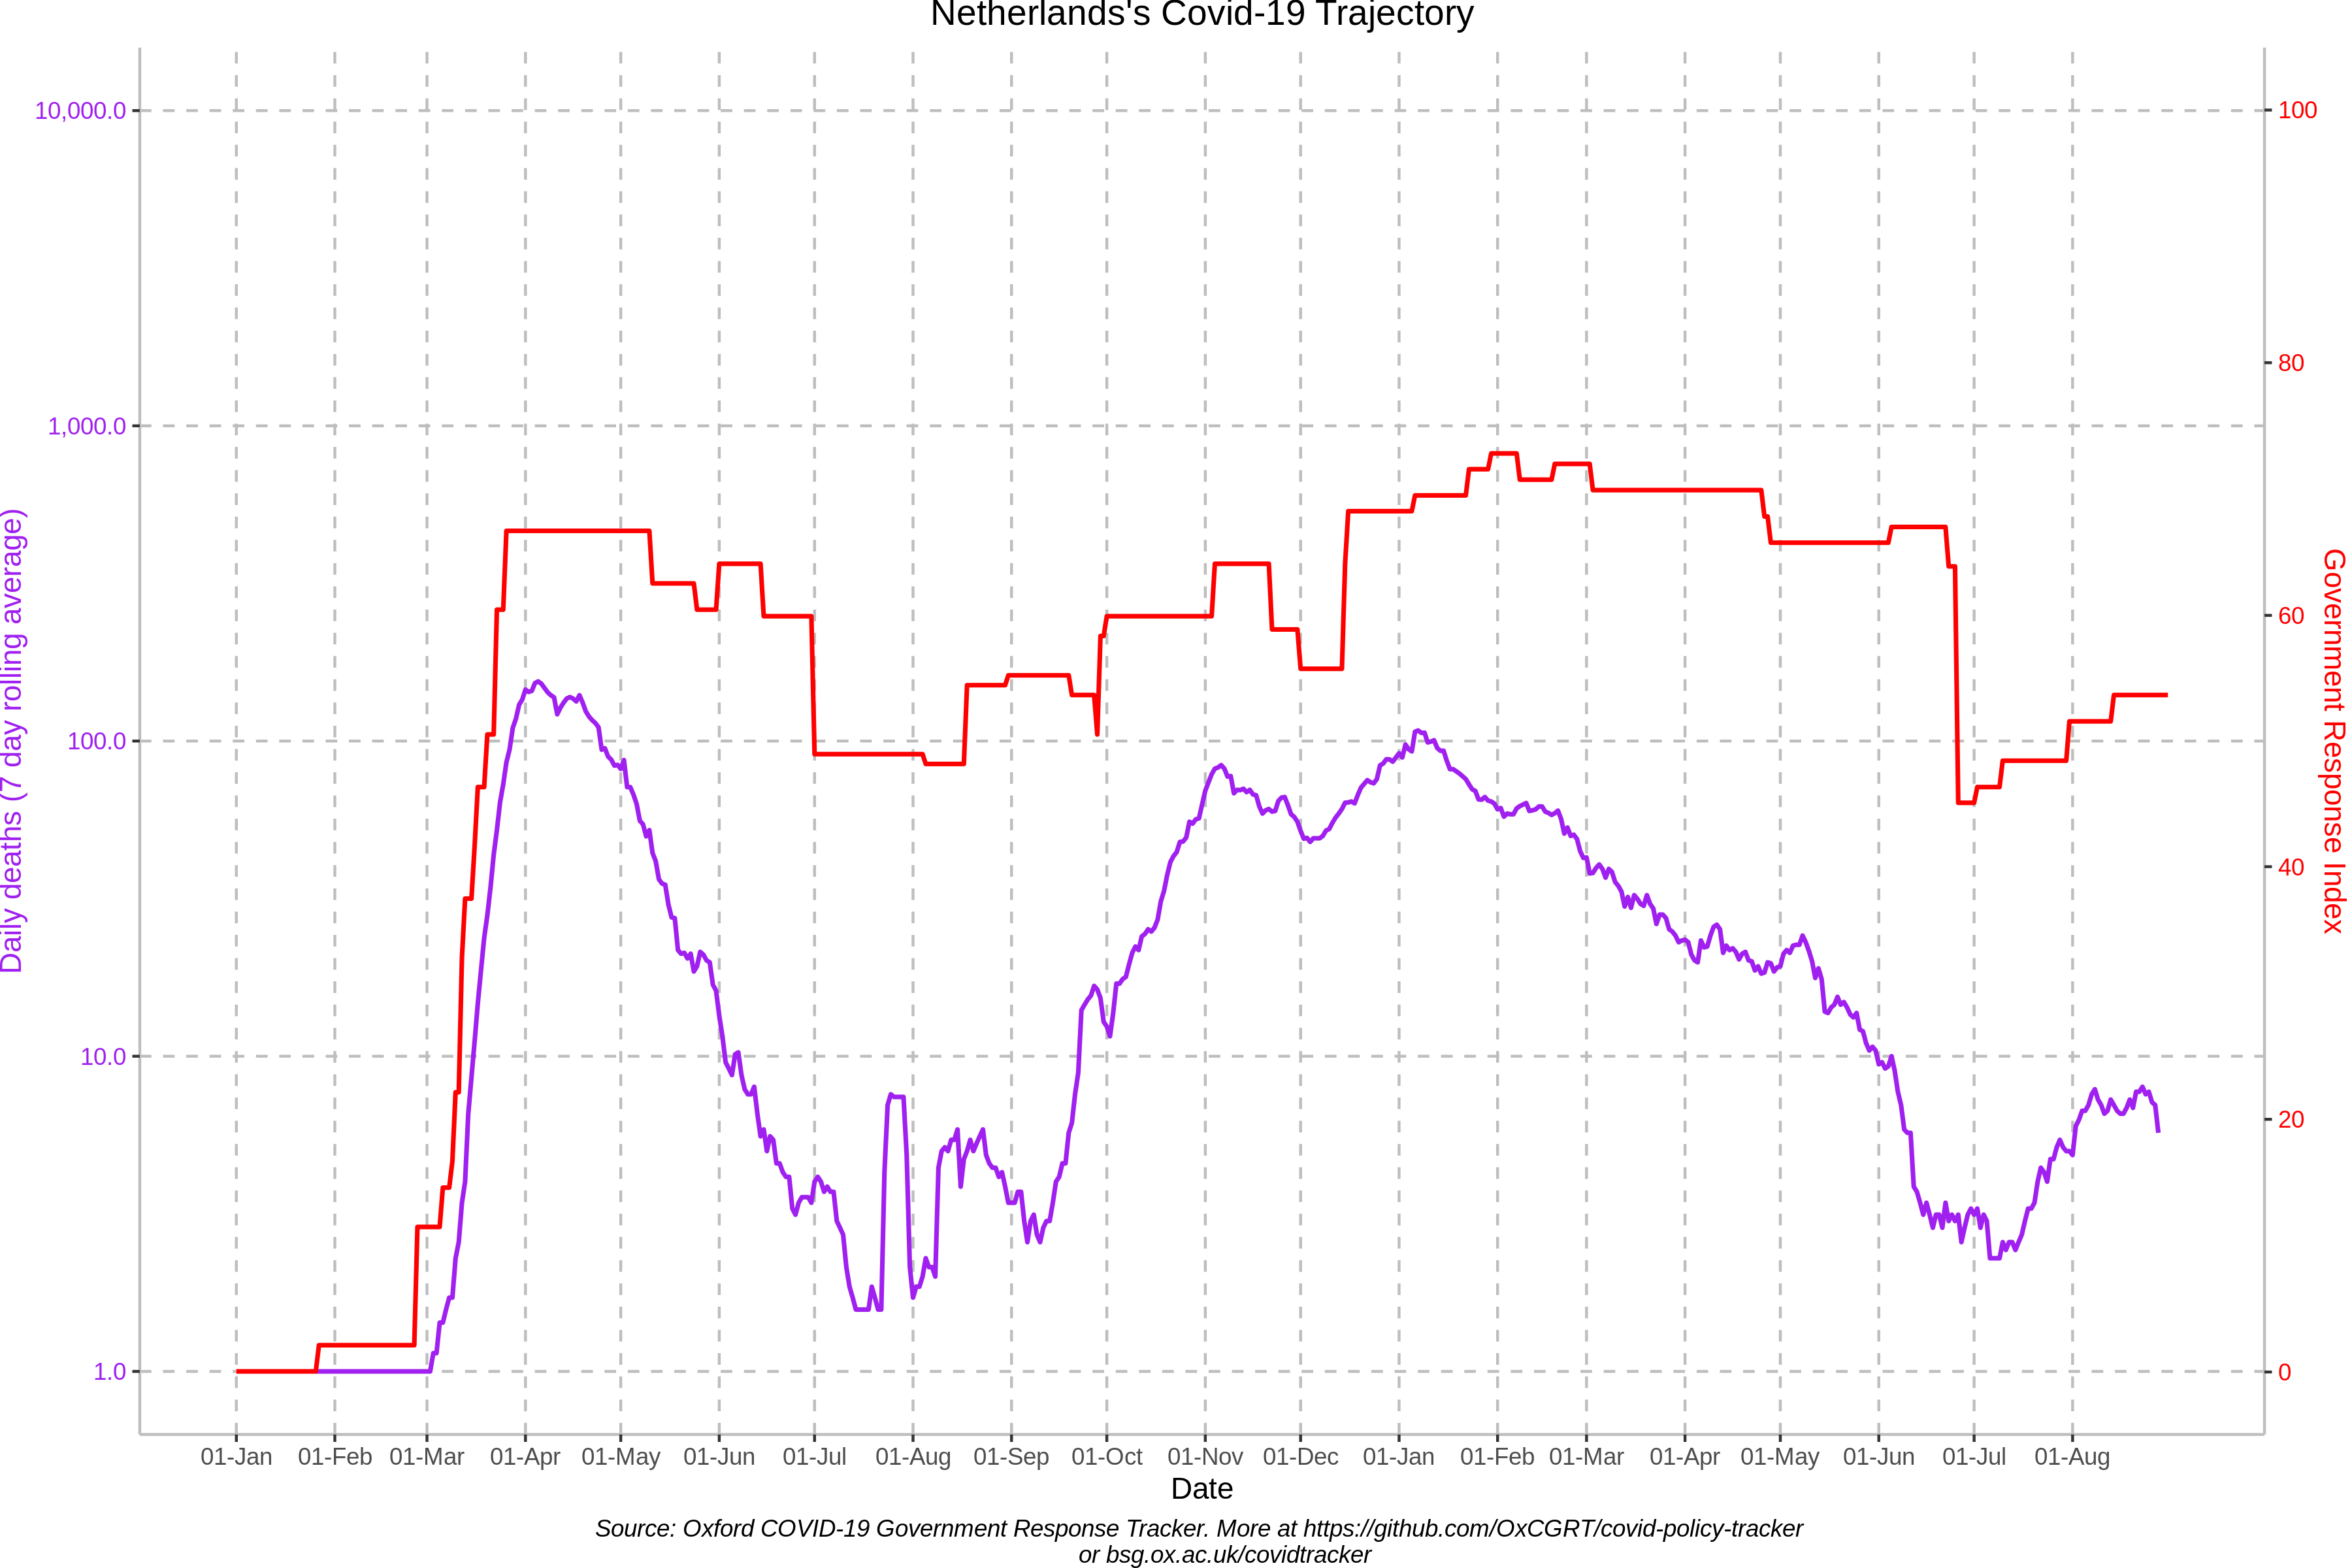 Netherlands's Covid-19 Trajectory
10,000.0
1,000.0
100.0
10.0
1.0
Daily deaths (7 day rolling average)
100
80
60
40
20
0
Government Response Index
01-Jan 01-Feb 01-Mar 01-Apr 01-May 01-Jun 01-Jul 01-Aug 01-Sep 01-Oct 01-Nov 01-Dec 01-Jan 01-Feb 01-Mar 01-Apr 01-May 01-Jun 01-Jul 01-Aug
Date
Source: Oxford COVID-19 Government Response Tracker. More at https://github.com/OxCGRT/covid-policy-tracker
or bsg.ox.ac.uk/covidtracker